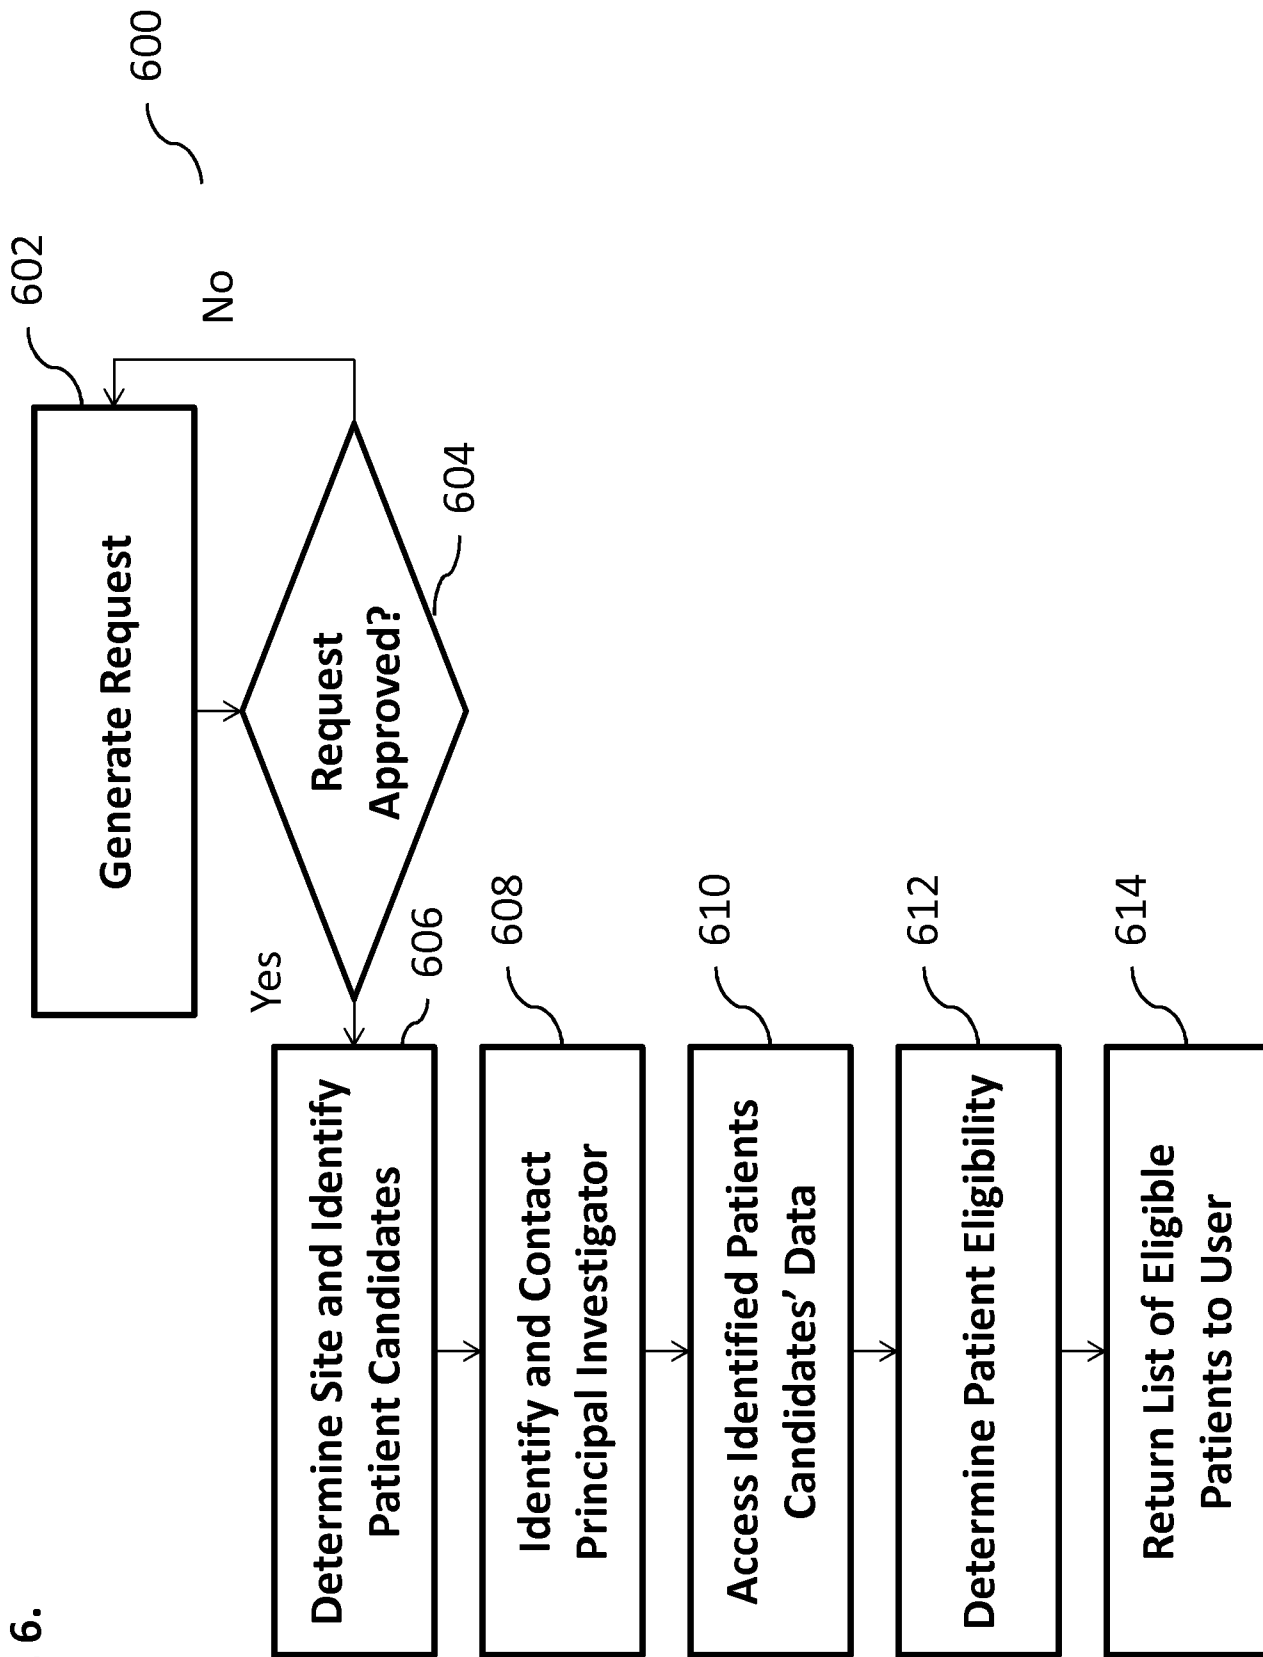 6.
600
602
Generate Request
No
Request
Approved?
604
Yes
606
Determine Site and Identify
Patient Candidates
608
Identify and Contact
Principal Investigator
610
Access Identified Patients
Candidates’ Data
612
Determine Patient Eligibility
614
Return List of Eligible
Patients to User